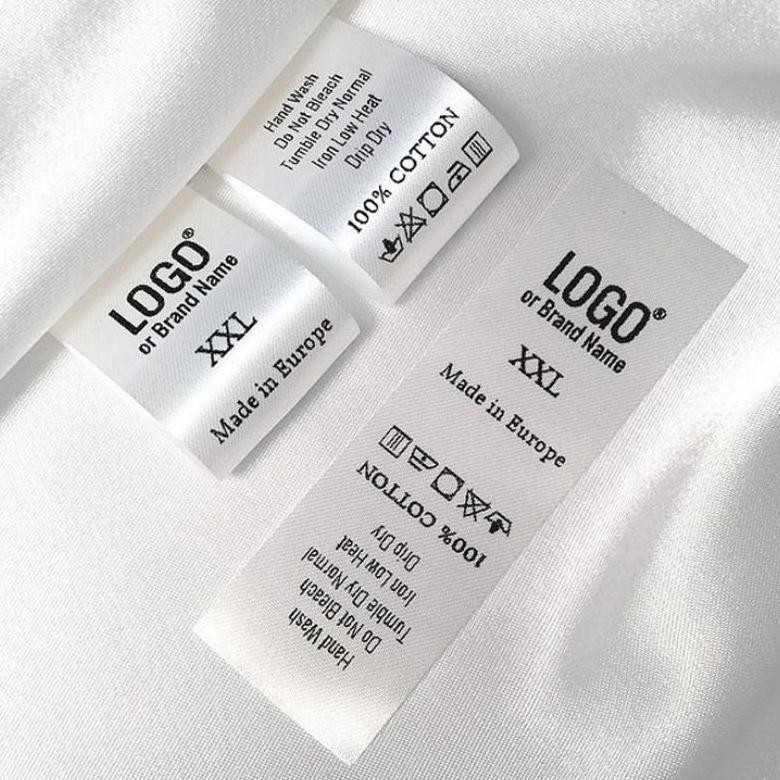 Hand Wash
Do Not Bleach
Tumble Dry Normal
Iron Low Heat
Drip Dry
100% COTTON
LOGO®
or Brand Name
XXL
Made in Europe
LOGO®
or Brand Name
XXL
Made in Europe
Hand Wash
Do Not Bleach
Tumble Dry Normal
Iron Low Heat
Drip Dry
100% COTTON